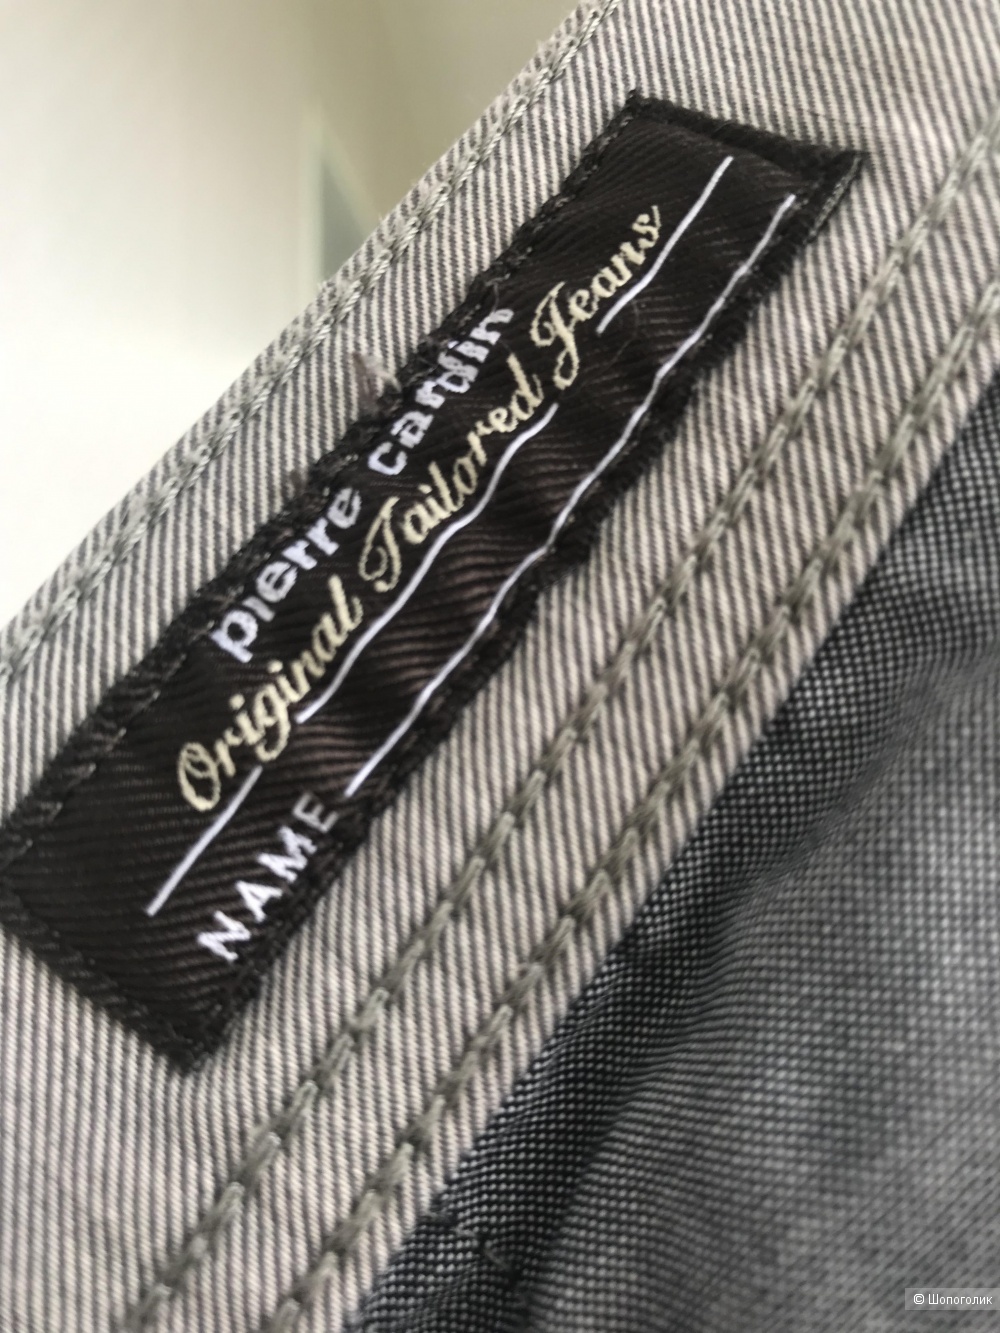 pierre cardin
Original Tailored Jeans
NAME
© Шопоголик